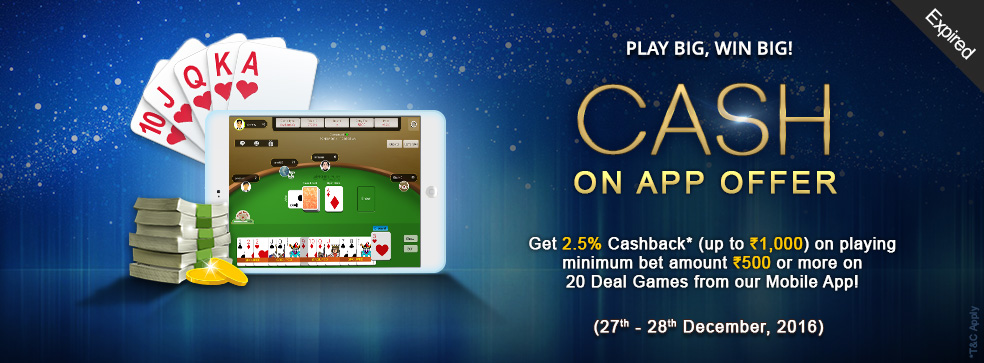 Expired
PLAY BIG, WIN BIG!
CASH
ON APP OFFER
Get 2.5% Cashback* (up to ₹1,000) on playing
minimum bet amount ₹500 or more on
20 Deal Games from our Mobile App!
(27th - 28th December, 2016)
*T&C Apply
10 J Q K A